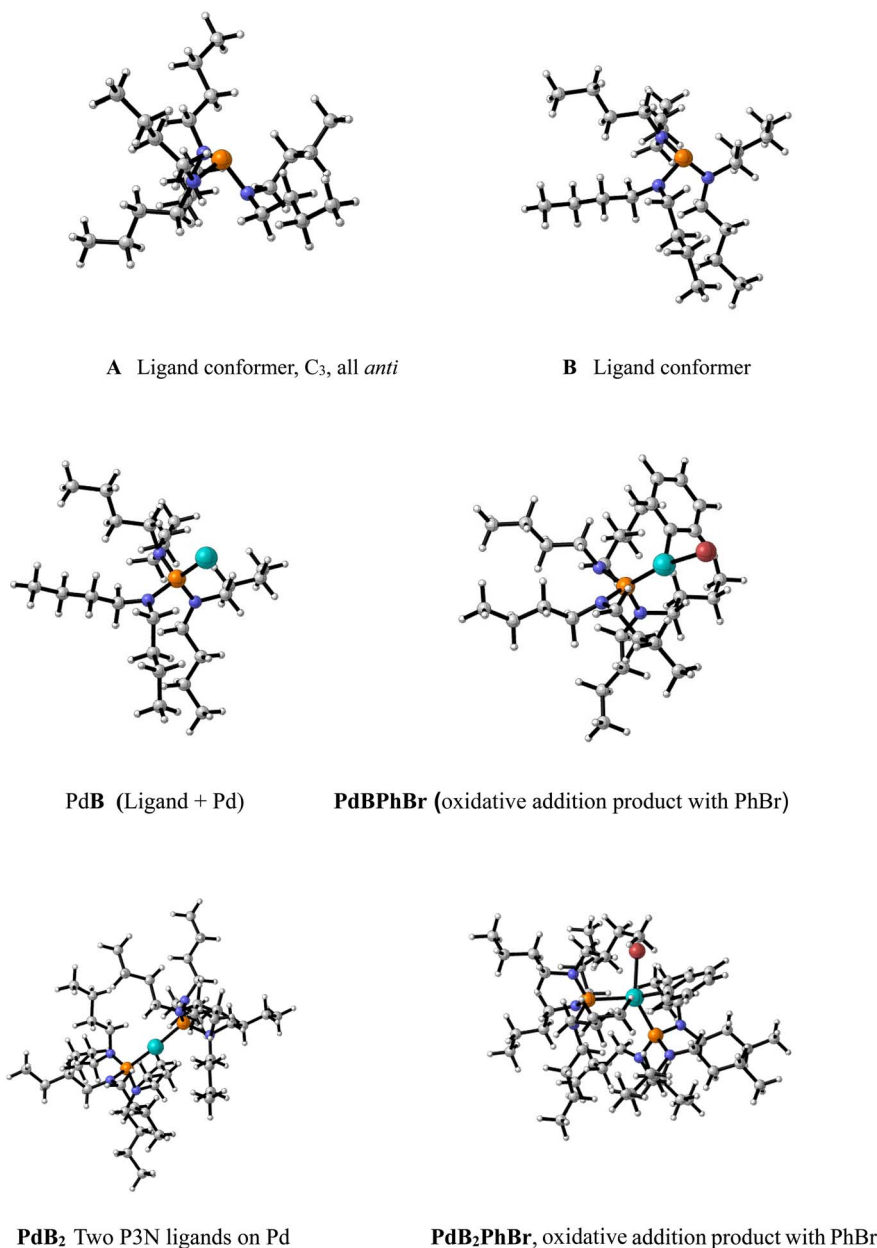 A Ligand conformer, C₃, all anti
B Ligand conformer
PdB (Ligand + Pd)
PdBPhBr (oxidative addition product with PhBr)
PdB₂ Two P3N ligands on Pd
PdB₂PhBr, oxidative addition product with PhBr